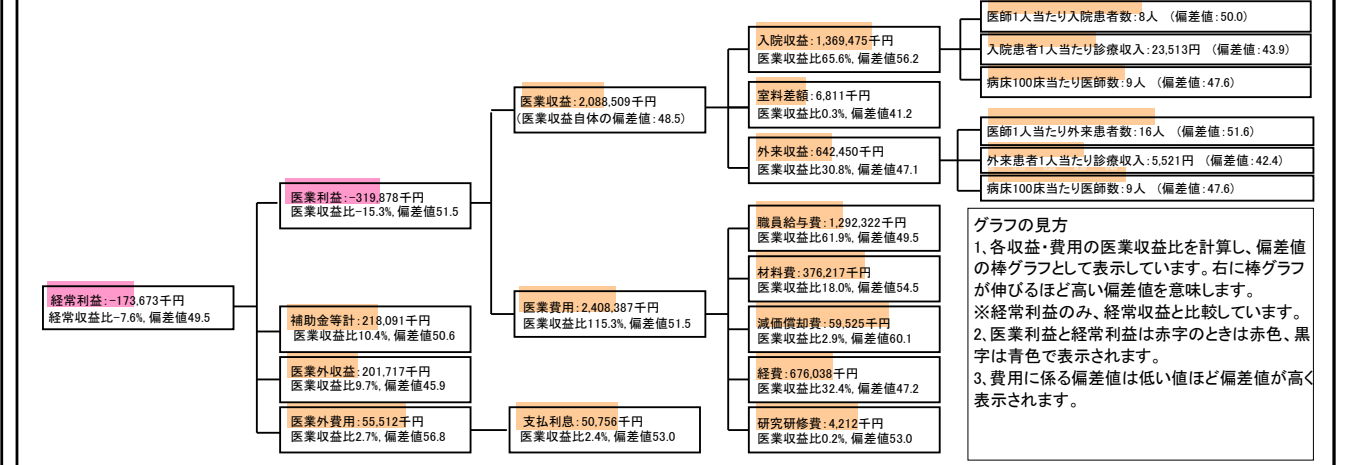 経常利益:-173,673千円
経常収支比-7.6%, 偏差値49.5
医業利益:-319,878千円
医業収益比-15.3%, 偏差値51.5
補助金等計:218,091千円
医業収益比10.4%, 偏差値50.6
医業外収益:201,717千円
医業収益比9.7%, 偏差値45.9
医業外費用:55,512千円
医業収益比2.7%, 偏差値56.8
支払利息:50,756千円
医業収益比2.4%, 偏差値53.0
医業収益:2,088,509千円
(医業収益自体の偏差値:48.5)
医業費用:2,408,387千円
医業収益比115.3%, 偏差値51.5
入院収益:1,369,475千円
医業収益比65.6%, 偏差値56.2
室料差額:6,811千円
医業収益比0.3%, 偏差値41.2
外来収益:642,450千円
医業収益比30.8%, 偏差値47.1
職員給与費:1,292,322千円
医業収益比61.9%, 偏差値49.5
材料費:376,217千円
医業収益比18.0%, 偏差値54.5
減価償却費:59,525千円
医業収益比2.9%, 偏差値60.1
経費:676,038千円
医業収益比32.4%, 偏差値47.2
研究研修費:4,212千円
医業収益比0.2%, 偏差値53.0
医師1人当たり入院患者数:8人 (偏差値:50.0)
入院患者1人当たり診療収入:23,513円 (偏差値:43.9)
病床100床当たり医師数:9人 (偏差値:47.6)
医師1人当たり外来患者数:16人 (偏差値:51.6)
外来患者1人当たり診療収入:5,521円 (偏差値:42.4)
病床100床当たり医師数:9人 (偏差値:47.6)
グラフの見方
1、各収益・費用の医業収益比を計算し、偏差値
の棒グラフとして表示しています。右に棒グラフ
が伸びるほど高い偏差値を意味します。
※経常利益のみ、経常収入と比較しています。
2、医業利益と経常利益は赤字のときは赤色、黒
字は青色で表示されます。
3、費用に係る偏差値は低い値ほど偏差値が高く
表示されます。